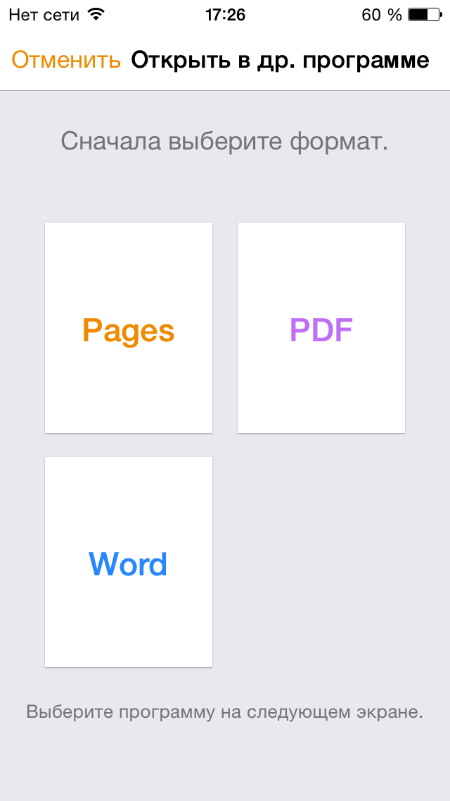 Нет сети 17:26 60 %
Отменить Открыть в др. программе
Сначала выберите формат.
Pages PDF
Word
Выберите программу на следующем экране.